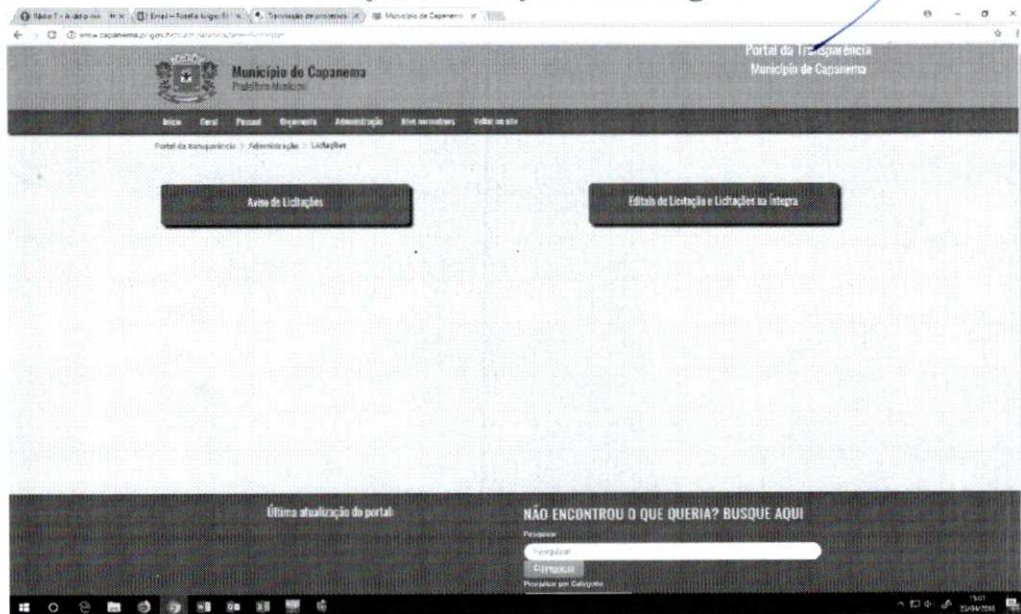 Município de Capanema
Prefeitura Municipal
Portal da Transparência
Município de Capanema
Início Geral Pessoal Orçamento Administração Atos normativos Voltar ao site
Portal da transparência > Administração > Licitações
Aviso de Licitações
Editais de Licitação e Licitações na Íntegra
Última atualização do portal:
NÃO ENCONTROU O QUE QUERIA? BUSQUE AQUI
Pesquisar
Pesquisar
Pesquisar por Categoria
15:01